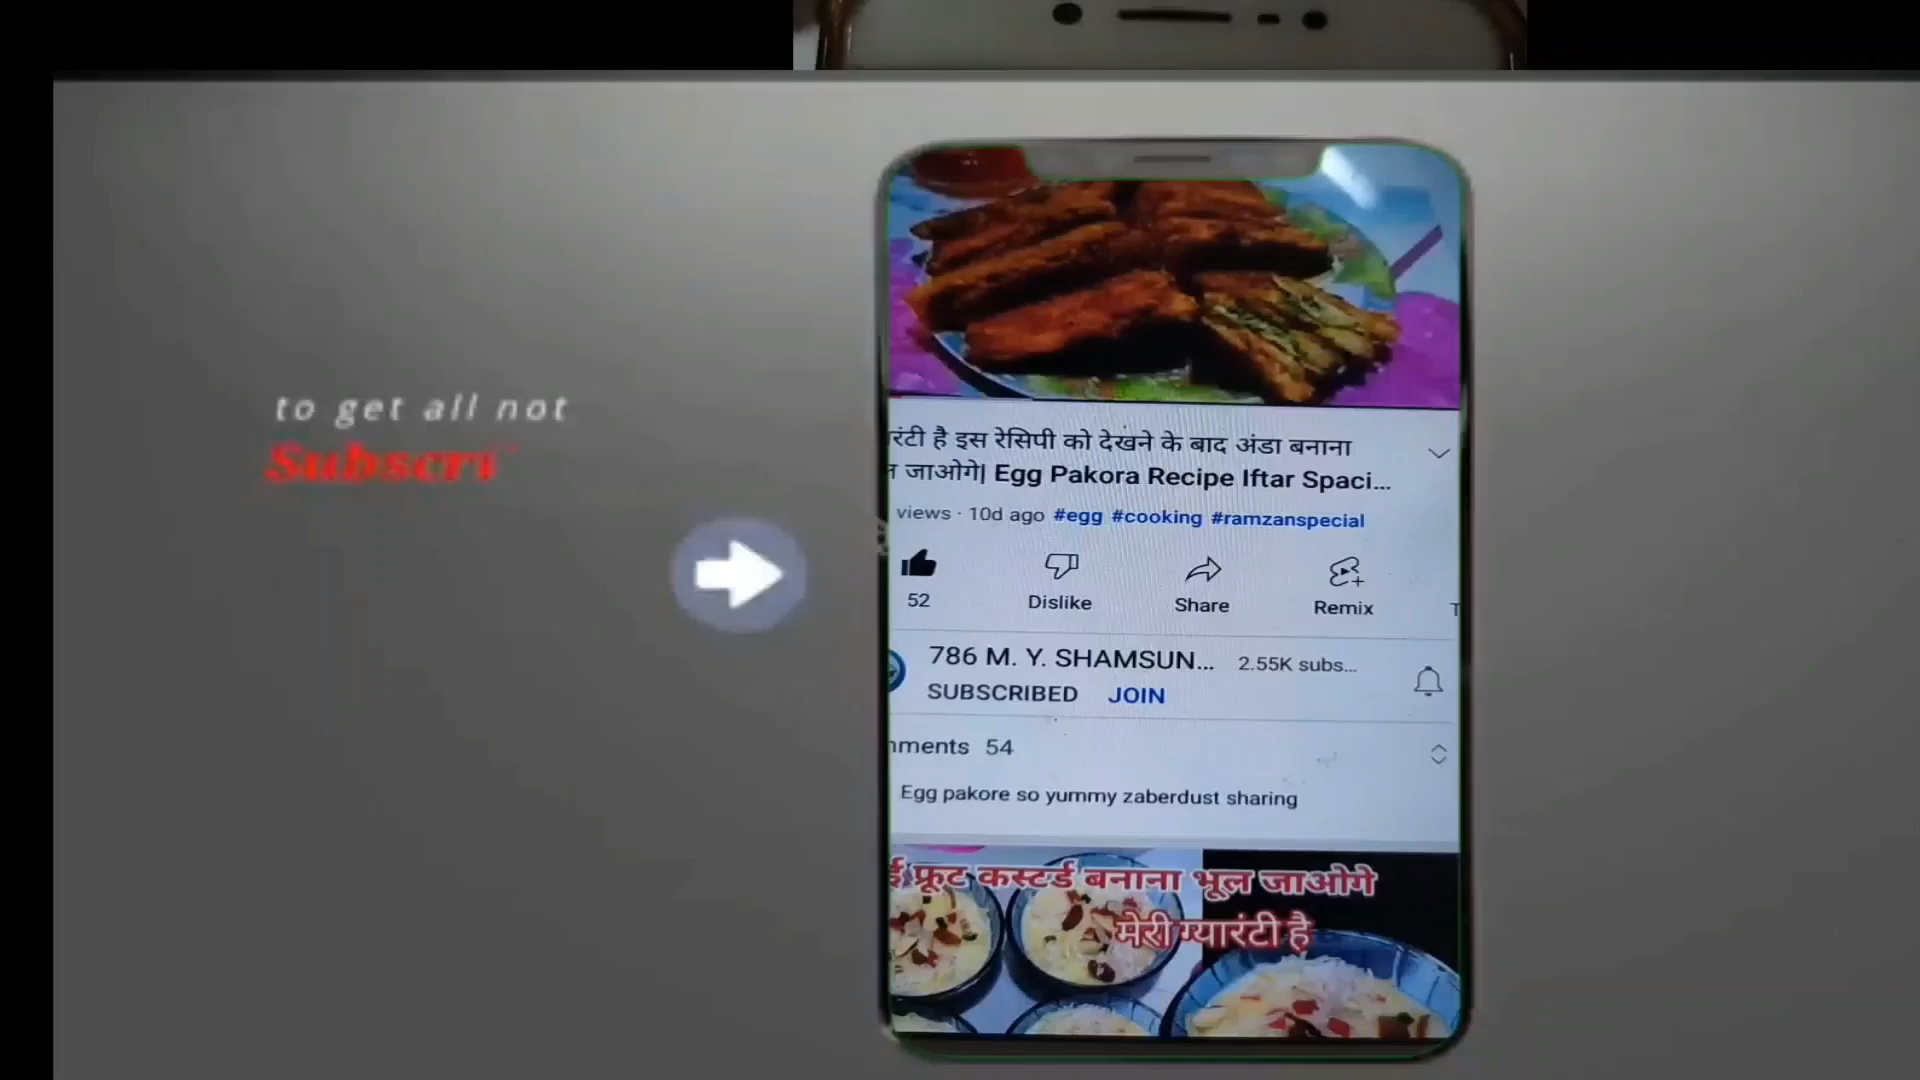 to get all not
Subscri
रंटी है इस रेसिपी को देखने के बाद अंडा बनाना
जाओगे| Egg Pakora Recipe Iftar Spaci...
views · 10d ago #egg #cooking #ramzanspecial
52
Dislike
Share
Remix
786 M. Y. SHAMSUN... 2.55K subs...
SUBSCRIBED JOIN
mments 54
Egg pakore so yummy zaberdust sharing
ई फ्रूट कस्टर्ड बनाना भूल जाओगे
मेरी ग्यारंटी है